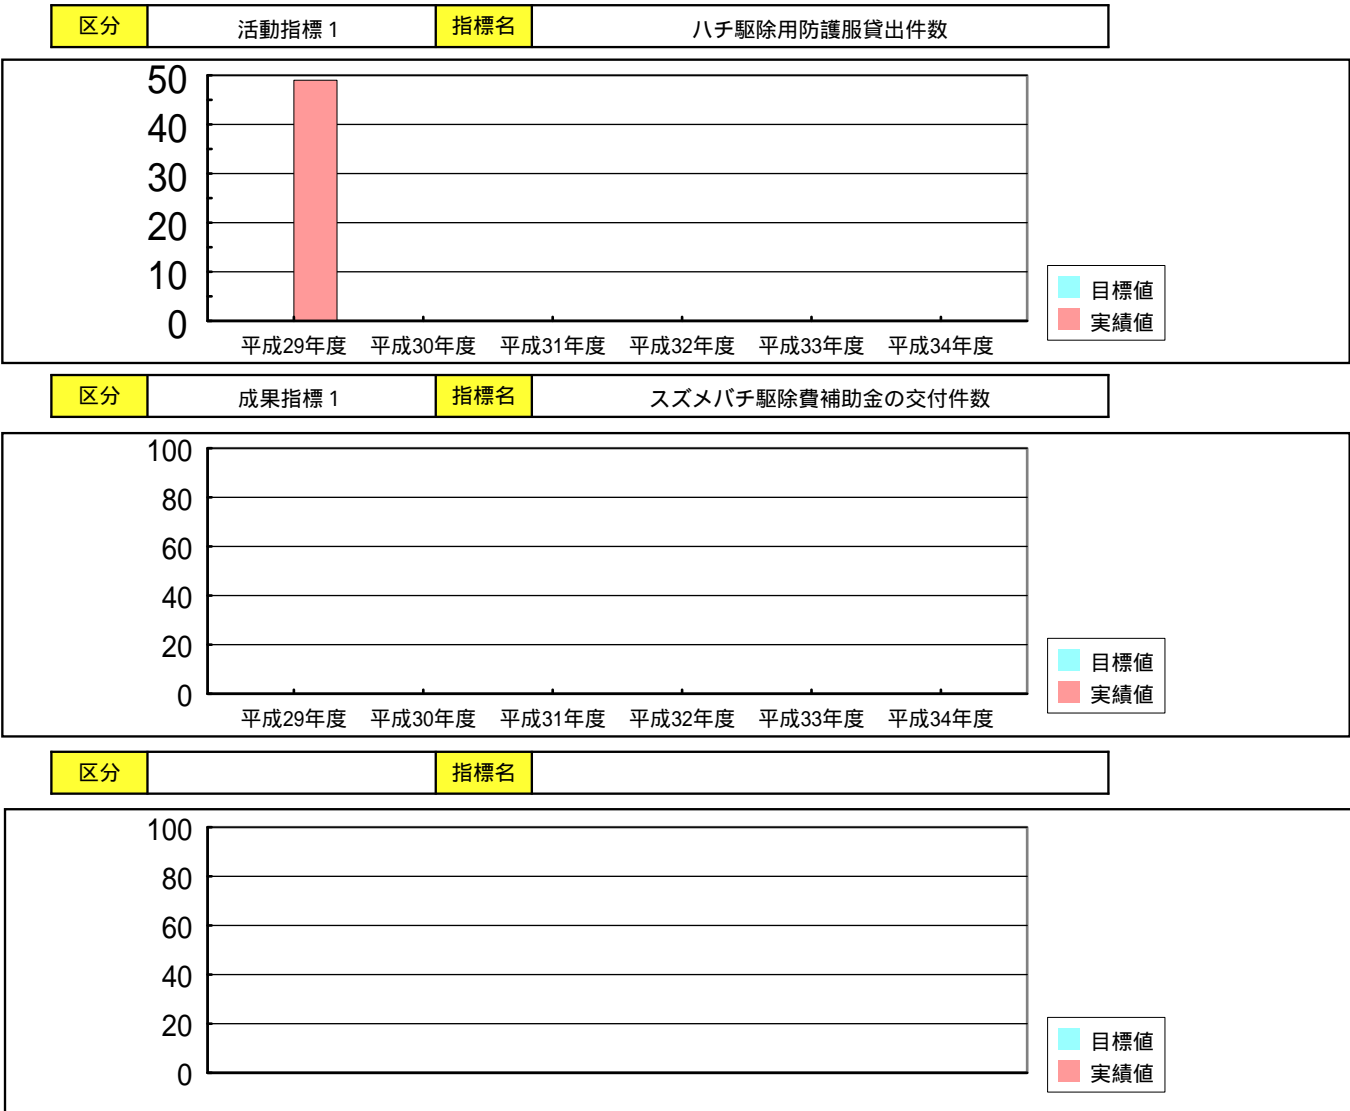 区分 活動指標１ 指標名 ハチ駆除用防護服貸出件数
50
40
30
20
10
0
平成29年度 平成30年度 平成31年度 平成32年度 平成33年度 平成34年度
目標値
実績値
区分 成果指標１ 指標名 スズメバチ駆除費補助金の交付件数
100
80
60
40
20
0
平成29年度 平成30年度 平成31年度 平成32年度 平成33年度 平成34年度
目標値
実績値
区分 指標名
100
80
60
40
20
0
目標値
実績値